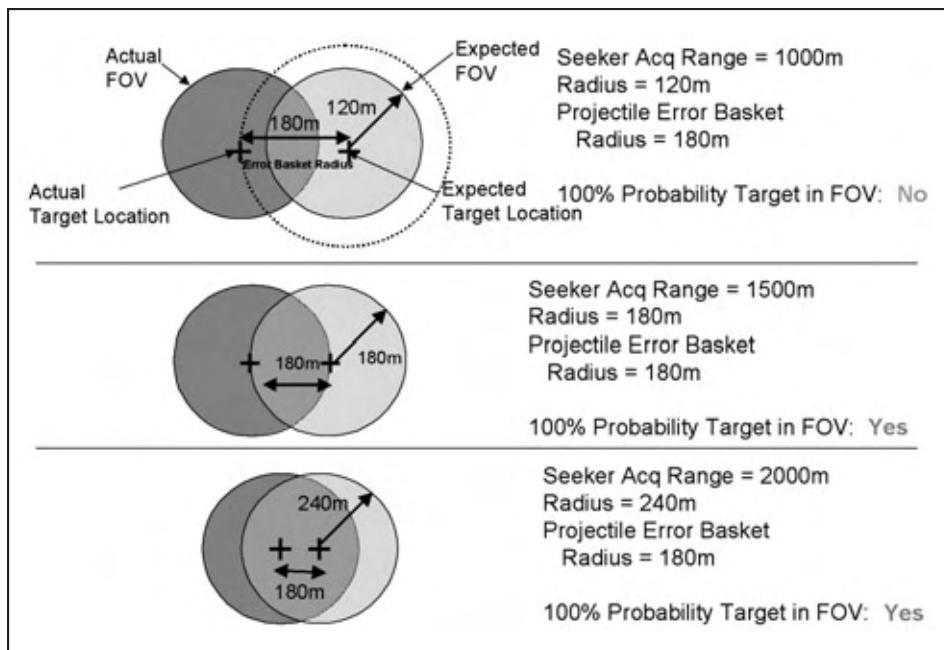 Actual
FOV
Expected
FOV
120m
180m
Error Basket Radius
Actual
Target Location
Expected
Target Location
Seeker Acq Range = 1000m
Radius = 120m
Projectile Error Basket
Radius = 180m
100% Probability Target in FOV: No
180m
180m
Seeker Acq Range = 1500m
Radius = 180m
Projectile Error Basket
Radius = 180m
100% Probability Target in FOV: Yes
240m
180m
Seeker Acq Range = 2000m
Radius = 240m
Projectile Error Basket
Radius = 180m
100% Probability Target in FOV: Yes